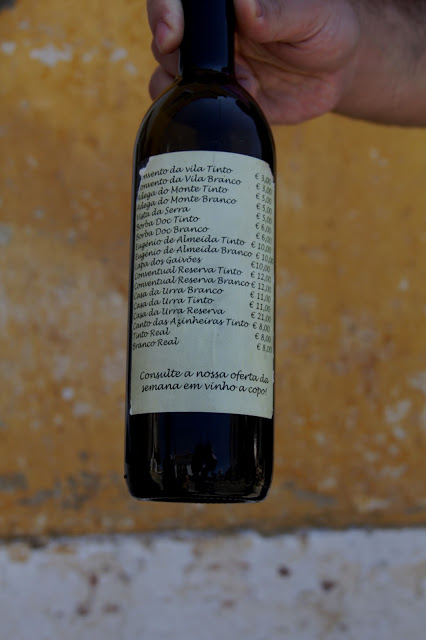 Convento da vila Tinto € 3,00
Convento da Vila Branco € 3,00
Adega do Monte Tinto € 5,00
Adega do Monte Branco € 5,00
Vista da Serra € 5,00
Borba Doc Tinto € 6,00
Borba Doc Branco € 6,00
Eugénio de Almeida Tinto € 10,00
Eugénio de Almeida Branco € 10,00
Capa dos Gaivões €10,00
Conventual Reserva Tinto € 12,00
Conventual Reserva Branco € 12,00
Casa da Urra Branco € 11,00
Casa da Urra Tinto € 11,00
Casa da Urra Reserva € 21,00
Canto das Azinheiras Tinto € 8,00
Tinto Real € 8,00
Branco Real € 8,00
Consulte a nossa oferta da
semana em vinho a copo!